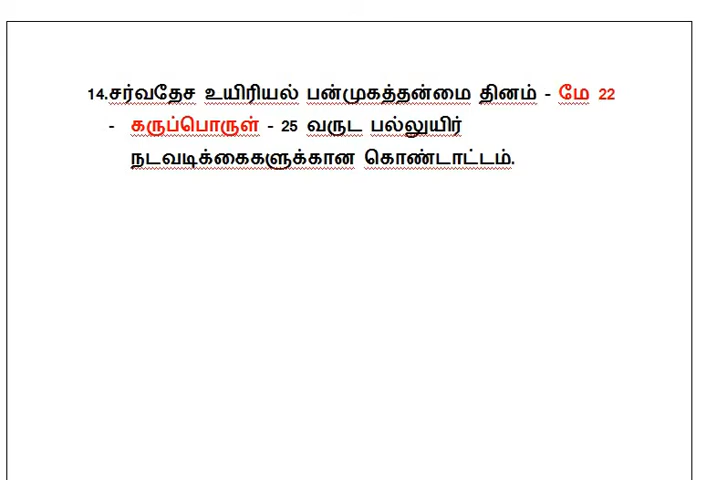 14.சர்வதேச உயிரியல் பன்முகத்தன்மை தினம் - மே 22
- கருப்பொருள் - 25 வருட பல்லுயிர்
நடவடிக்கைகளுக்கான கொண்டாட்டம்.